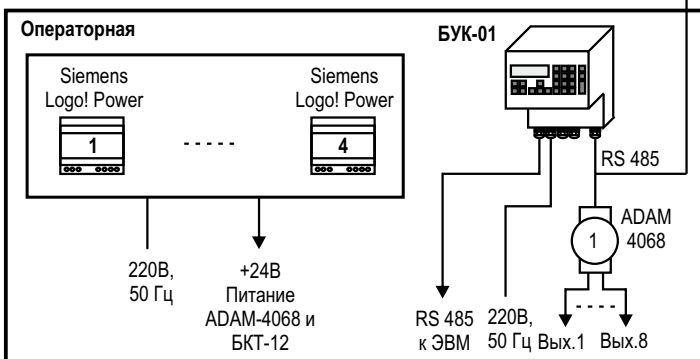 Операторная
Siemens
Logo! Power
1
Siemens
Logo! Power
4
220В,
50 Гц
+24В
Питание
ADAM-4068 и
БКТ-12
БУК-01
RS 485
ADAM
4068
1
RS 485
к ЭВМ
220В,
50 Гц
Вых.1
Вых.8